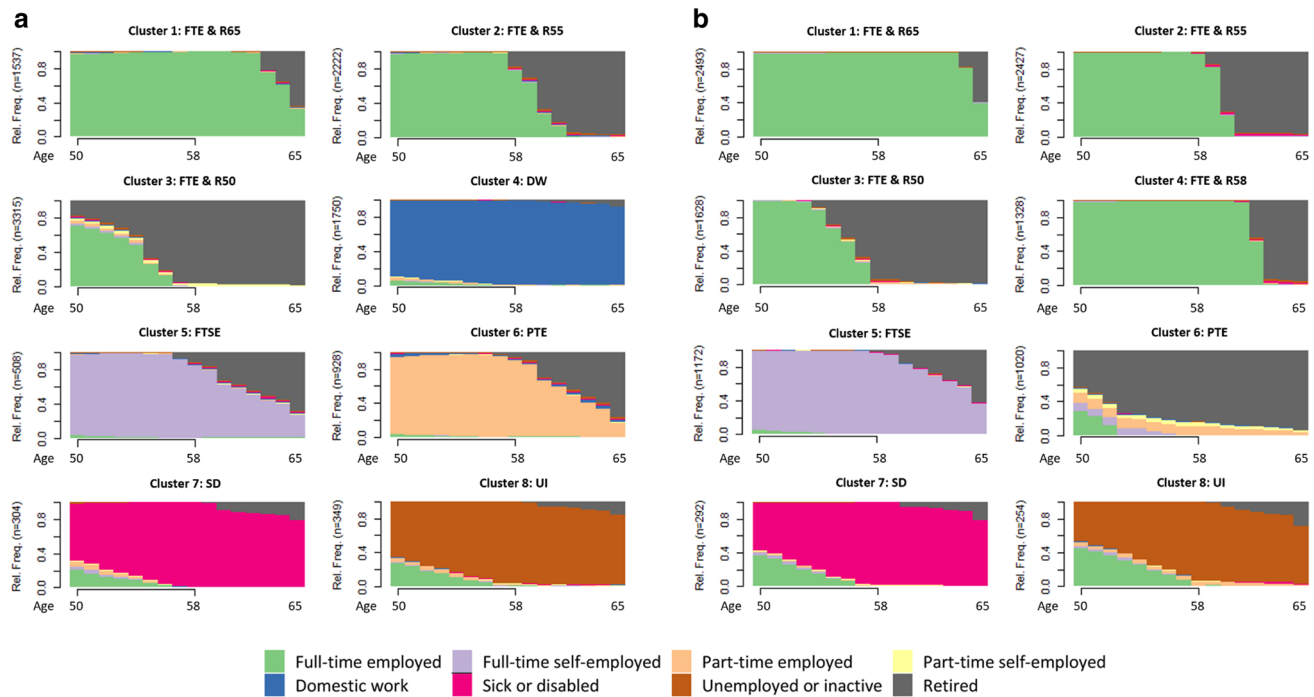 a
Cluster 1: FTE & R65
Rel. Freq. (n=1537)
0.0 0.4 0.8
Age 50 58 65
Cluster 2: FTE & R55
Rel. Freq. (n=2222)
0.0 0.4 0.8
50 58 65
Cluster 3: FTE & R50
Rel. Freq. (n=3315)
0.0 0.4 0.8
Age 50 58 65
Cluster 4: DW
Rel. Freq. (n=1750)
0.0 0.4 0.8
50 58 65
Cluster 5: FTSE
Rel. Freq. (n=508)
0.0 0.4 0.8
Age 50 58 65
Cluster 6: PTE
Rel. Freq. (n=928)
0.0 0.4 0.8
50 58 65
Cluster 7: SD
Rel. Freq. (n=304)
0.0 0.4 0.8
Age 50 58 65
Cluster 8: UI
Rel. Freq. (n=349)
0.0 0.4 0.8
50 58 65
b
Cluster 1: FTE & R65
Rel. Freq. (n=2493)
0.0 0.4 0.8
Age 50 58 65
Cluster 2: FTE & R55
Rel. Freq. (n=2427)
0.0 0.4 0.8
50 58 65
Cluster 3: FTE & R50
Rel. Freq. (n=1628)
0.0 0.4 0.8
Age 50 58 65
Cluster 4: FTE & R58
Rel. Freq. (n=1328)
0.0 0.4 0.8
50 58 65
Cluster 5: FTSE
Rel. Freq. (n=1172)
0.0 0.4 0.8
Age 50 58 65
Cluster 6: PTE
Rel. Freq. (n=1020)
0.0 0.4 0.8
50 58 65
Cluster 7: SD
Rel. Freq. (n=292)
0.0 0.4 0.8
Age 50 58 65
Cluster 8: UI
Rel. Freq. (n=254)
0.0 0.4 0.8
50 58 65
Full-time employed Full-time self-employed Part-time employed Part-time self-employed
Domestic work Sick or disabled Unemployed or inactive Retired